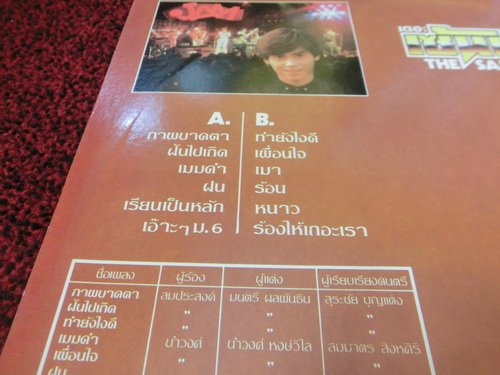 A. B.
ภาพบาดตา ทำยังไงดี
ฝันไปเถิด เพื่อนใจ
เมมดำ เมา
ฝน ร้อน
เรียนเป็นหลัก หนาว
เอ๊าะๆ ม.6 ร้องไห้เถอะเรา
ชื่อเพลง ผู้ร้อง ผู้แต่ง ผู้เรียบเรียงดนตรี
ภาพบาดตา สมประสงค์ มนตรี ผลพันธิน สุระชัย บุญแต่ง
ฝันไปเถิด " " "
ทำยังไงดี " " "
เมมดำ นำวงศ์ นำวงศ์ หงษ์วิไล สมมาตร สิงหศิริ
เพื่อนใจ " " "
ฝน
THE